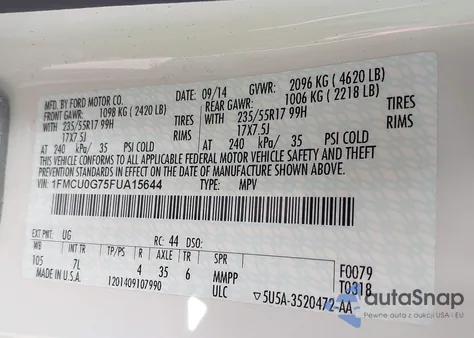 MFD. BY FORD MOTOR CO. DATE: 09/14 GVWR: 2096 KG ( 4620 LB)
FRONT GAWR: 1098 KG ( 2420 LB) REAR GAWR: 1006 KG ( 2218 LB)
235/55R17 99H TIRES 235/55R17 99H TIRES
17X7.5J RIMS 17X7.5J RIMS
AT 240 kPa/ 35 PSI COLD AT 240 kPa/ 35 PSI COLD
THIS VEHICLE CONFORMS TO ALL APPLICABLE FEDERAL MOTOR VEHICLE SAFETY AND THEFT PREVENTION
STANDARDS IN EFFECT ON THE DATE OF MANUFACTURE SHOWN ABOVE.
VIN: 1FMCU0G75FUA15644 TYPE: MPV
EXT PNT: UG RC: 44 DSO: F0079
WB INT TR TP/PS R AXLE TR SPR T0318
105 7L 4 35 6 MMPP
MADE IN U.S.A. 1201409107990 ULC ▽5U5A-3520472-AA
autoSnap
Pewne auta z USA i EU